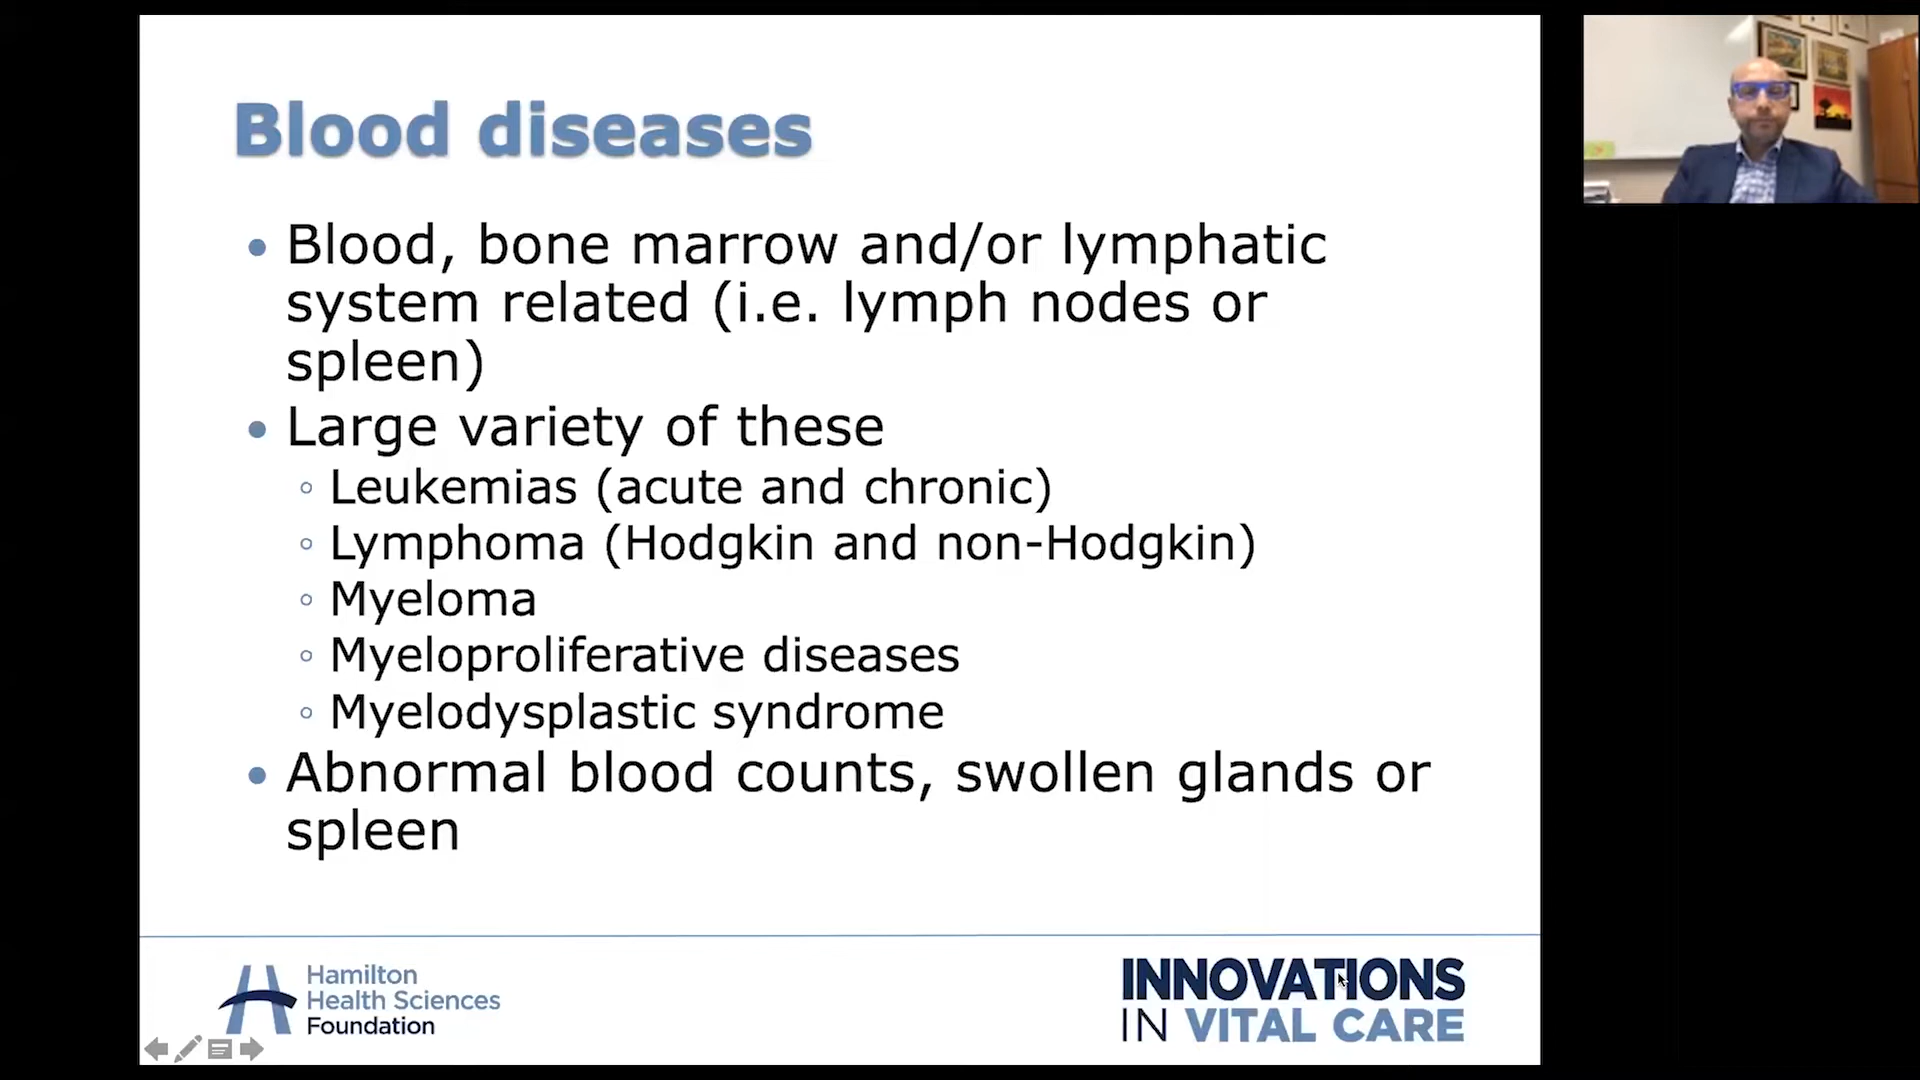 Blood diseases
• Blood, bone marrow and/or lymphatic
system related (i.e. lymph nodes or
spleen)
• Large variety of these
◦ Leukemias (acute and chronic)
◦ Lymphoma (Hodgkin and non-Hodgkin)
◦ Myeloma
◦ Myeloproliferative diseases
◦ Myelodysplastic syndrome
• Abnormal blood counts, swollen glands or
spleen
Hamilton
Health Sciences
Foundation
INNOVATIONS
IN VITAL CARE